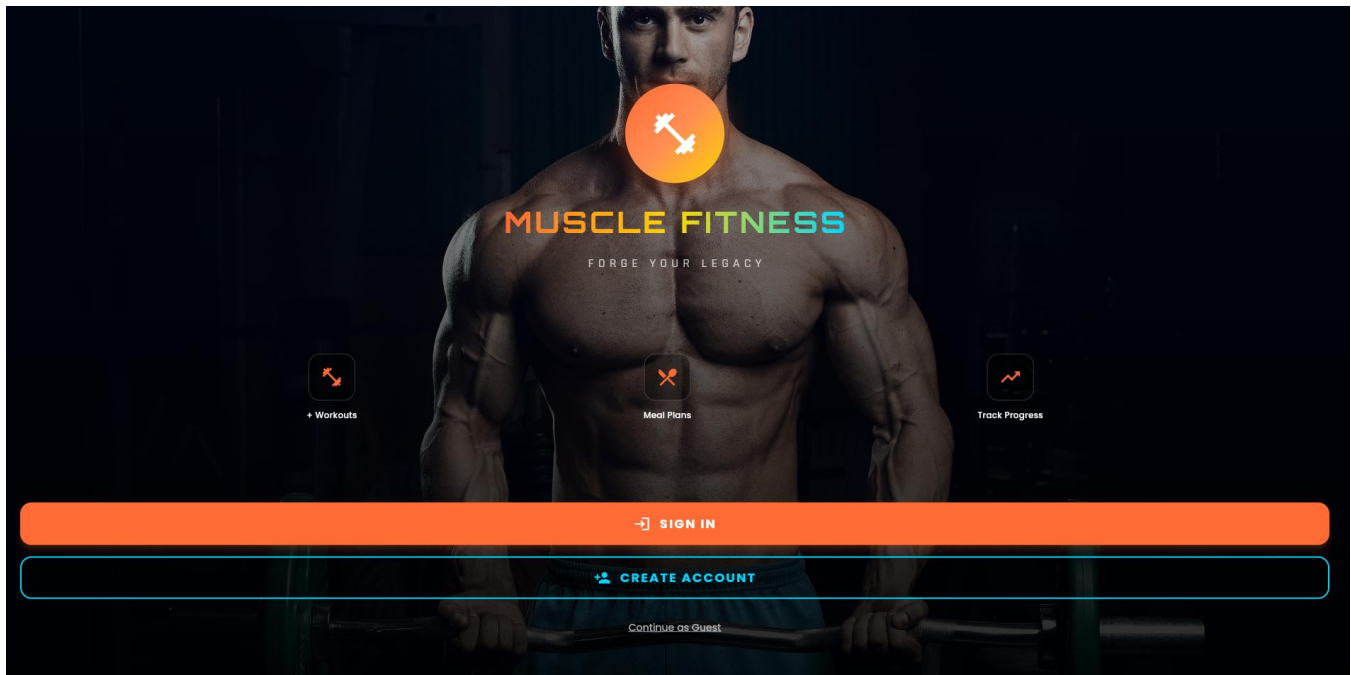 MUSCLE FITNESS
FORGE YOUR LEGACY
+ Workouts
Meal Plans
Track Progress
SIGN IN
CREATE ACCOUNT
Continue as Guest